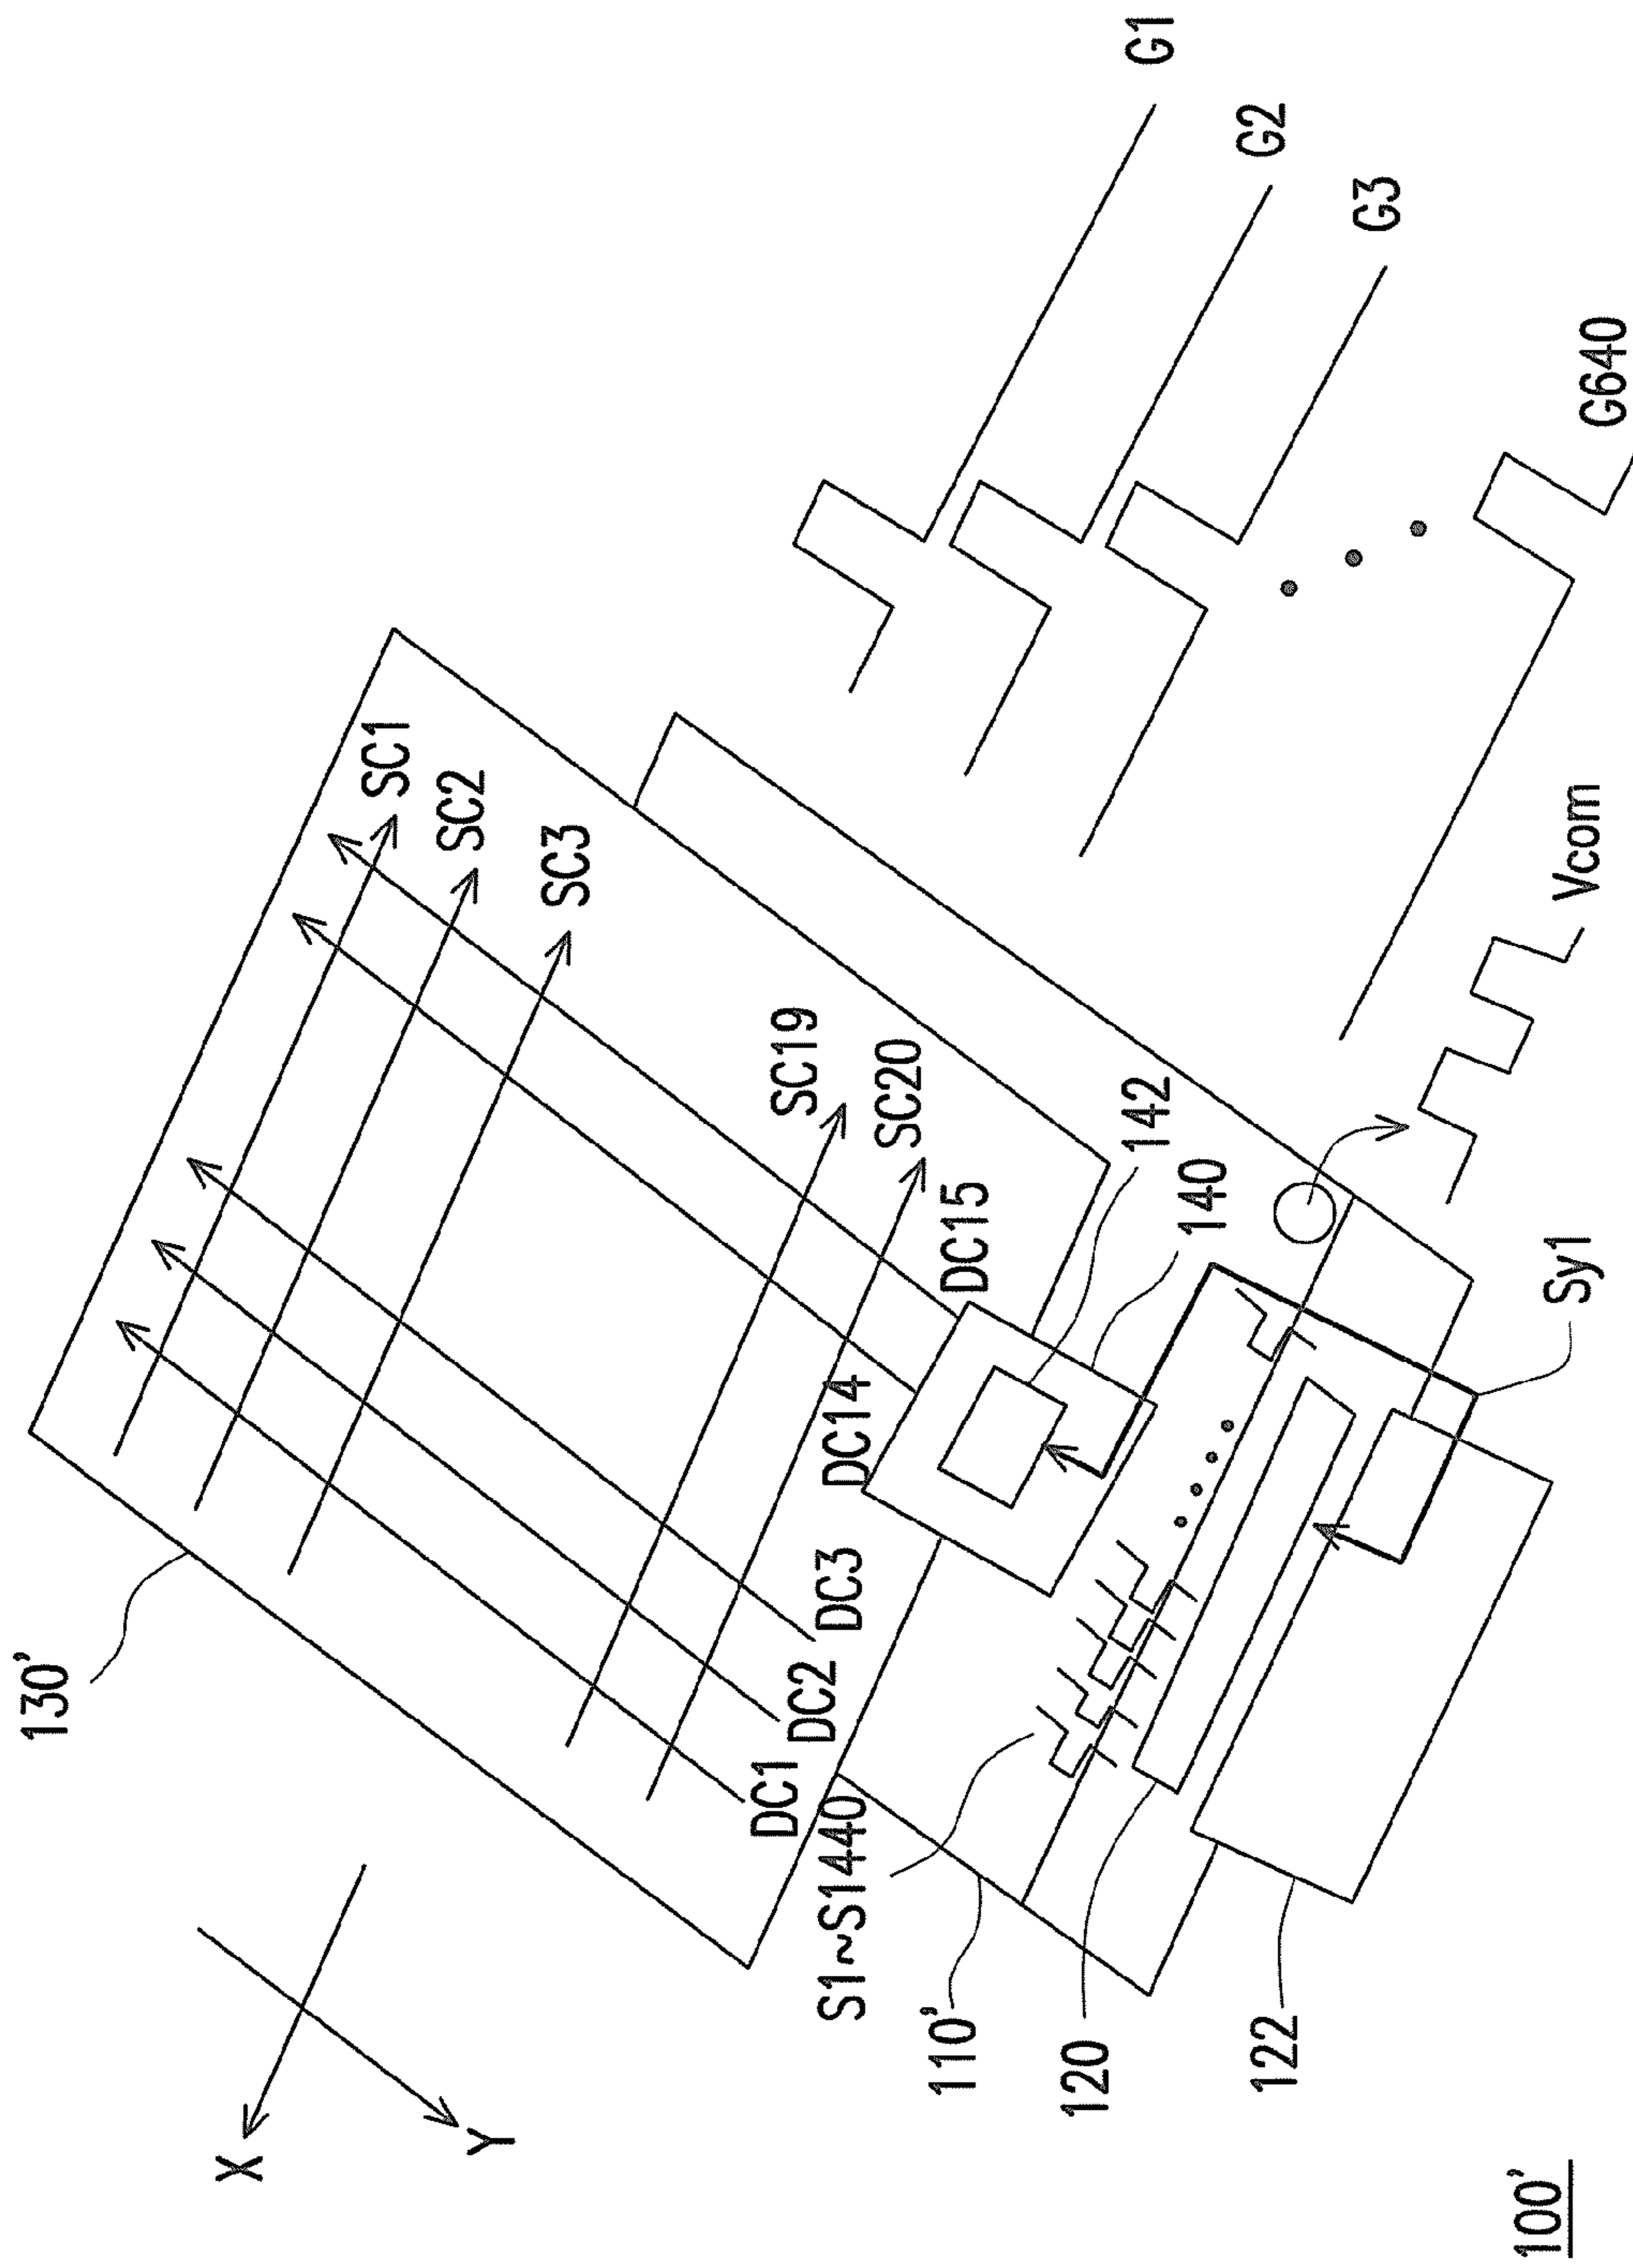 130’
X
Y
SC1
SC2
SC3
SC19
SC20
DC1
DC2
DC3
DC14
DC15
S1~S1440
110’
120
122
142
140
Sy1
Vcom
G1
G2
G3
G640
100’